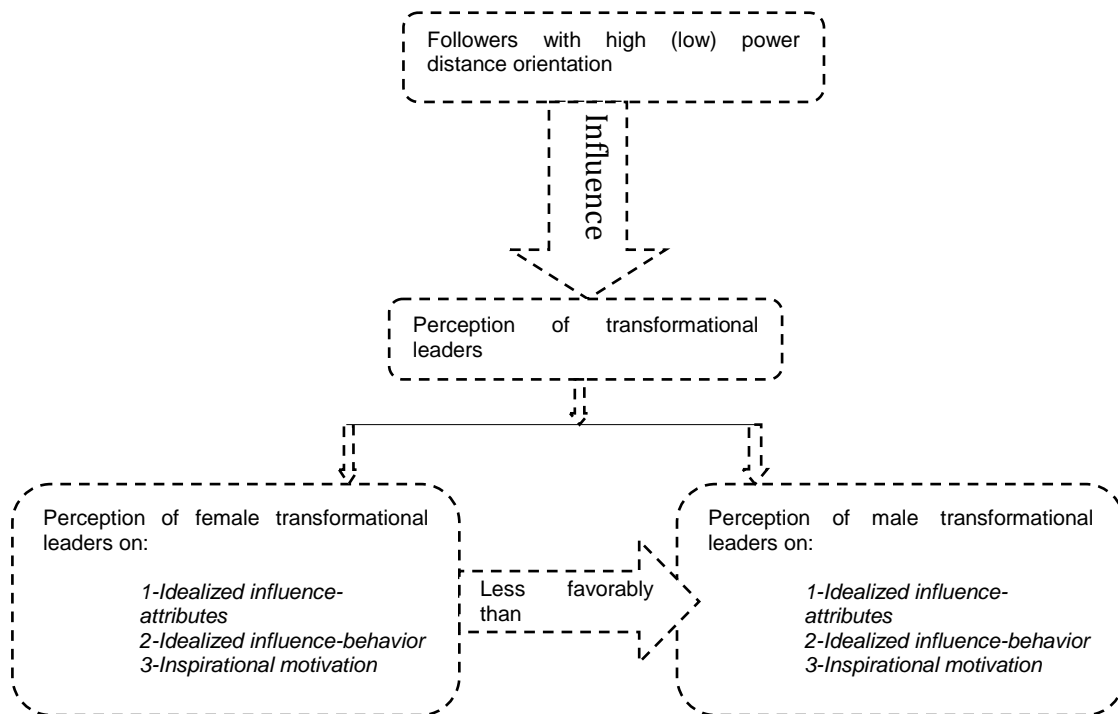 Followers with high (low) power
distance orientation
Influence
Perception of transformational
leaders
Perception of female transformational
leaders on:
1-Idealized influence-
attributes
2-Idealized influence-behavior
3-Inspirational motivation
Less favorably
than
Perception of male transformational
leaders on:
1-Idealized influence-
attributes
2-Idealized influence-behavior
3-Inspirational motivation